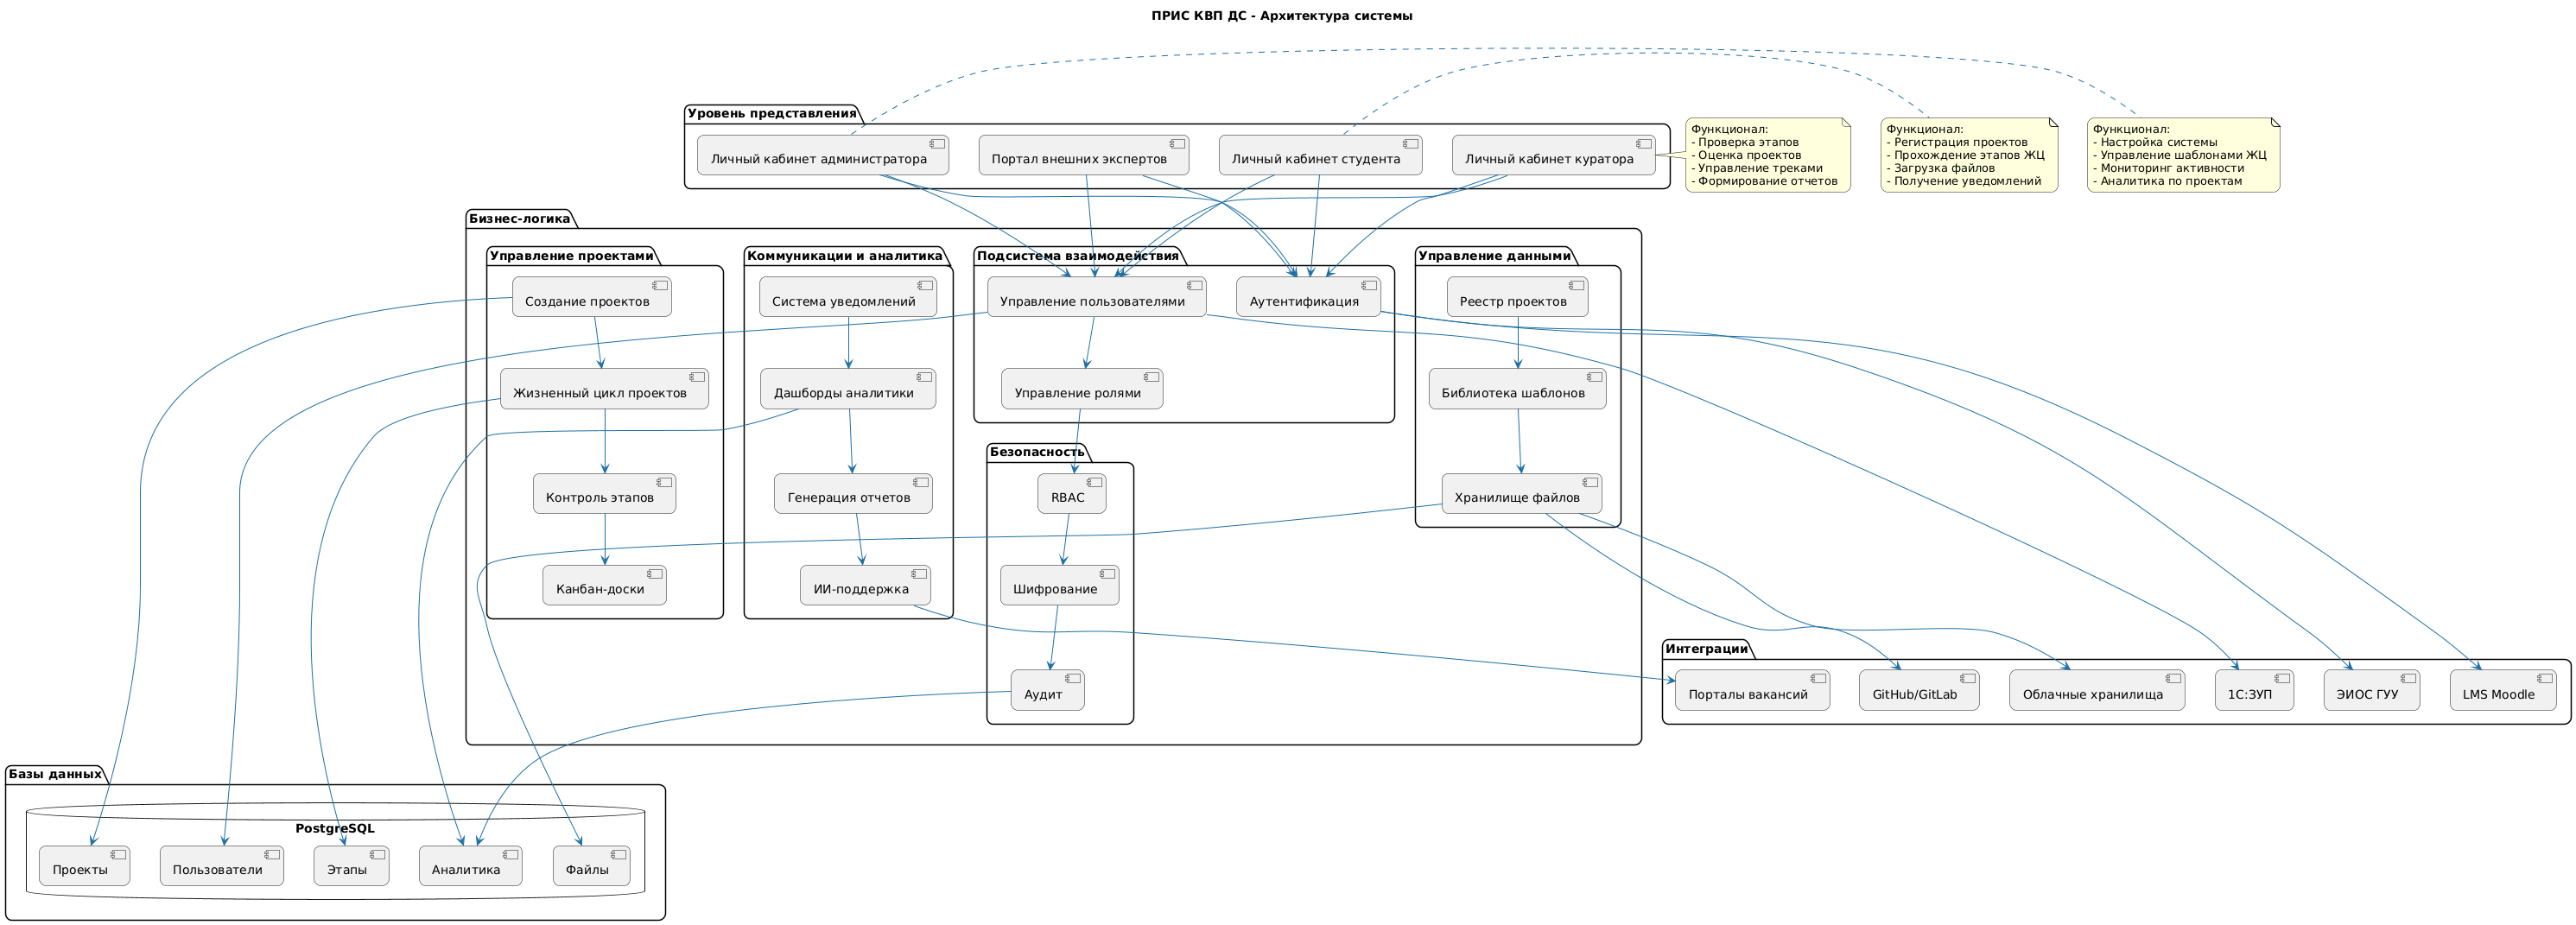 ПРИС КВП ДС - Архитектура системы
Уровень представления
Личный кабинет администратора
Портал внешних экспертов
Личный кабинет студента
Личный кабинет куратора
Функционал:
- Проверка этапов
- Оценка проектов
- Управление треками
- Формирование отчетов
Функционал:
- Регистрация проектов
- Прохождение этапов ЖЦ
- Загрузка файлов
- Получение уведомлений
Функционал:
- Настройка системы
- Управление шаблонами ЖЦ
- Мониторинг активности
- Аналитика по проектам
Бизнес-логика
Управление проектами
Создание проектов
Жизненный цикл проектов
Контроль этапов
Канбан-доски
Коммуникации и аналитика
Система уведомлений
Дашборды аналитики
Генерация отчетов
ИИ-поддержка
Подсистема взаимодействия
Управление пользователями
Аутентификация
Управление ролями
Безопасность
RBAC
Шифрование
Аудит
Управление данными
Реестр проектов
Библиотека шаблонов
Хранилище файлов
Интеграции
Порталы вакансий
GitHub/GitLab
Облачные хранилища
1С:ЗУП
ЭИОС ГУУ
LMS Moodle
Базы данных
PostgreSQL
Проекты
Пользователи
Этапы
Аналитика
Файлы